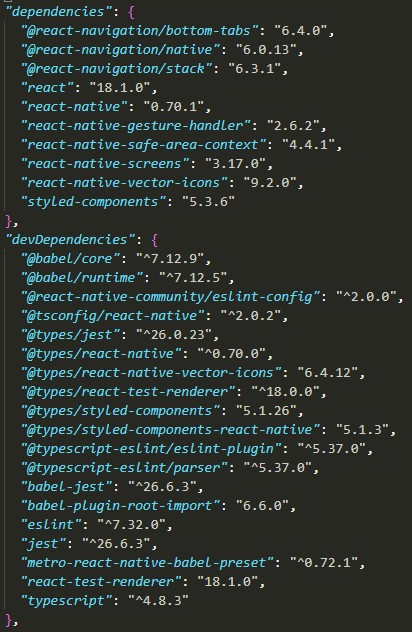 "dependencies": {
"@react-navigation/bottom-tabs": "6.4.0",
"@react-navigation/native": "6.0.13",
"@react-navigation/stack": "6.3.1",
"react": "18.1.0",
"react-native": "0.70.1",
"react-native-gesture-handler": "2.6.2",
"react-native-safe-area-context": "4.4.1",
"react-native-screens": "3.17.0",
"react-native-vector-icons": "9.2.0",
"styled-components": "5.3.6"
},
"devDependencies": {
"@babel/core": "^7.12.9",
"@babel/runtime": "^7.12.5",
"@react-native-community/eslint-config": "^2.0.0",
"@tsconfig/react-native": "^2.0.2",
"@types/jest": "^26.0.23",
"@types/react-native": "^0.70.0",
"@types/react-native-vector-icons": "6.4.12",
"@types/react-test-renderer": "^18.0.0",
"@types/styled-components": "5.1.26",
"@types/styled-components-react-native": "5.1.3",
"@typescript-eslint/eslint-plugin": "^5.37.0",
"@typescript-eslint/parser": "^5.37.0",
"babel-jest": "^26.6.3",
"babel-plugin-root-import": "6.6.0",
"eslint": "^7.32.0",
"jest": "^26.6.3",
"metro-react-native-babel-preset": "^0.72.1",
"react-test-renderer": "18.1.0",
"typescript": "^4.8.3"
},